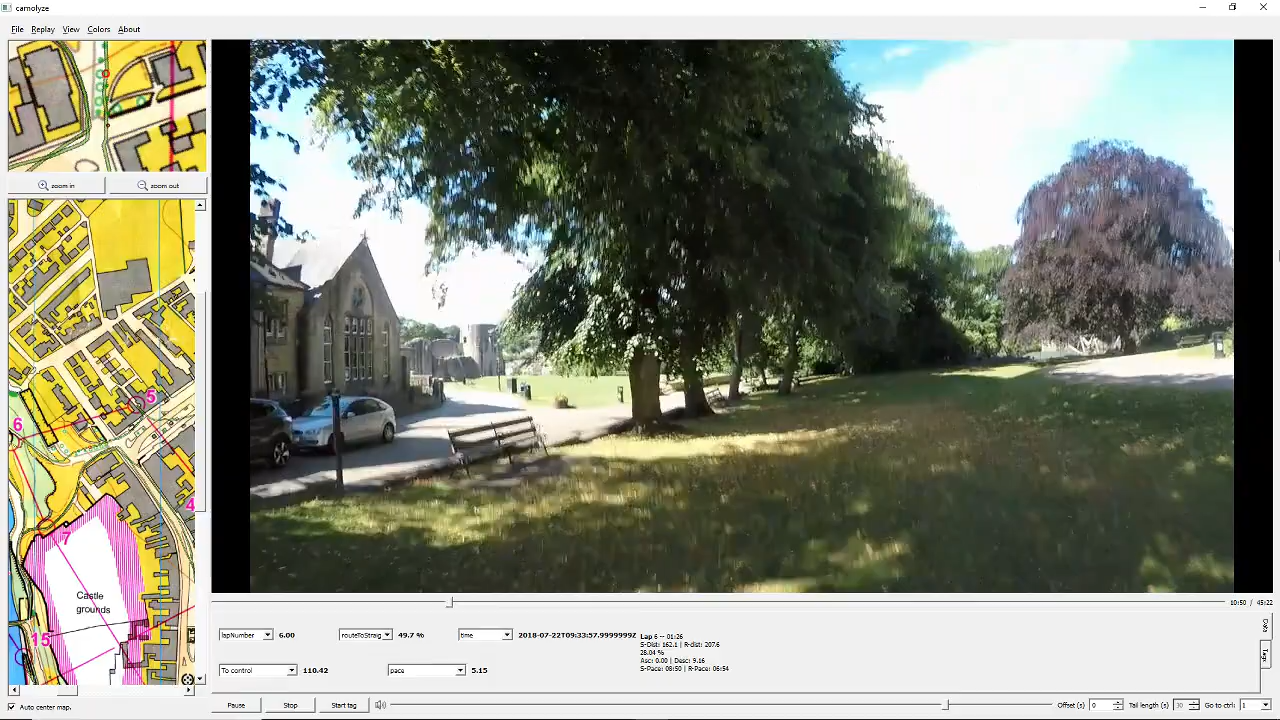 camolyze
File Replay View Colors About
zoom in zoom out
5
6
4
7
Castle
grounds
15
Auto center map.
10:50 / 45:22
lapNumber 6.00 routeToStraig 49.7 % time 2018-07-22T09:33:57.9999999Z
To control 110.42 pace 5.15
Lap 6 -- 01:26
S-Dist: 162.1 | R-dist: 207.6
28.04 %
Asc: 0.00 | Desc: 9.16
S-Pace: 08:50 | R-Pace: 06:54
Tags
Pause Stop Start tag Offset (s) 0 Tail length (s) 30 Go to ctrl: 1